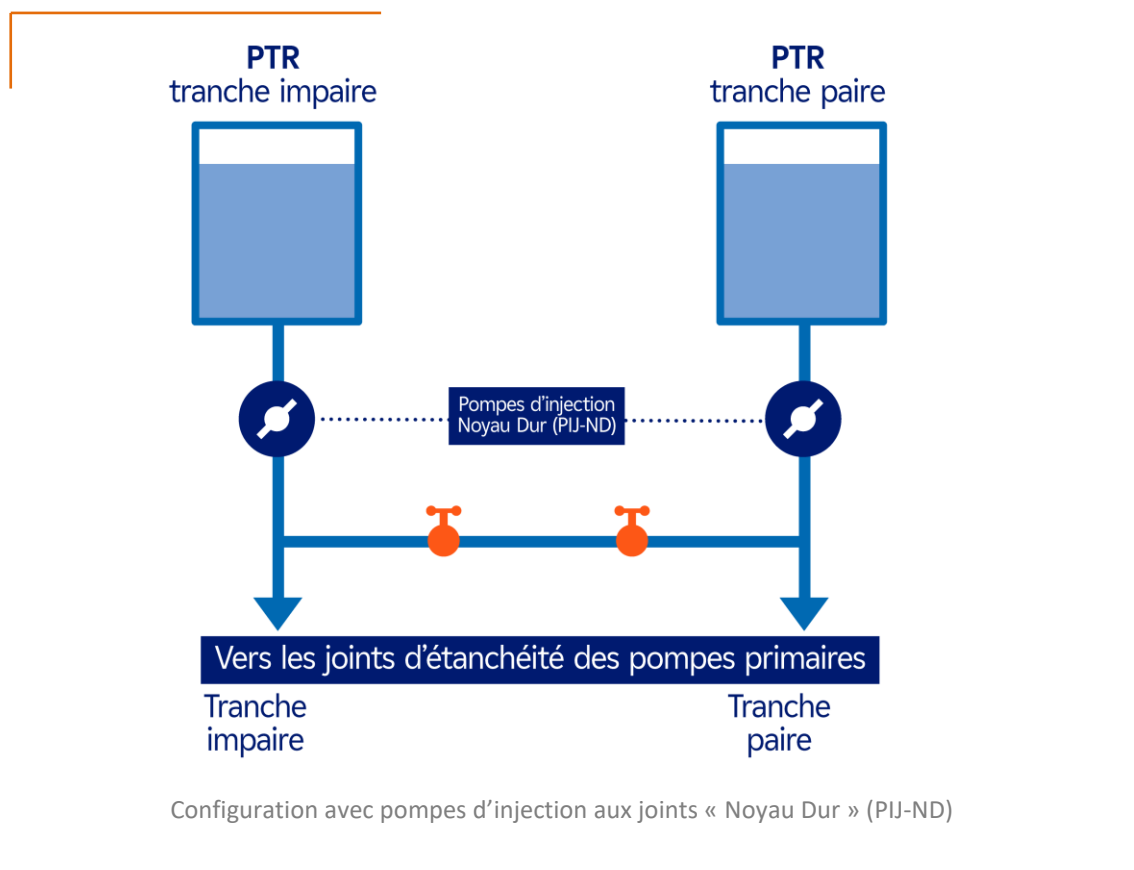 PTR
tranche impaire
PTR
tranche paire
Pompes d'injection
Noyau Dur (PIJ-ND)
Vers les joints d'étanchéité des pompes primaires
Tranche
impaire
Tranche
paire
Configuration avec pompes d’injection aux joints « Noyau Dur » (PIJ-ND)